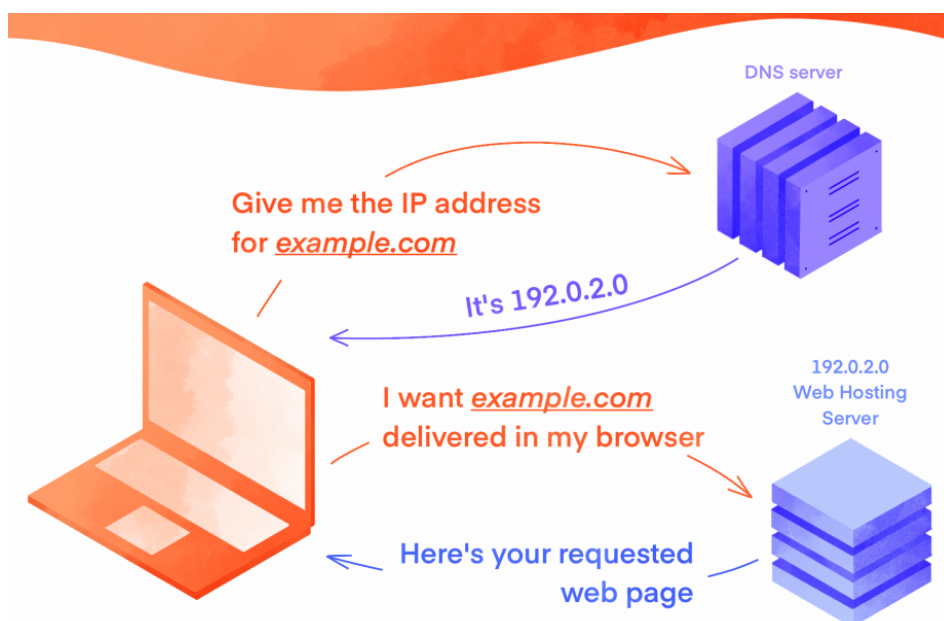 DNS server
Give me the IP address
for example.com
It's 192.0.2.0
192.0.2.0
Web Hosting
Server
I want example.com
delivered in my browser
Here's your requested
web page